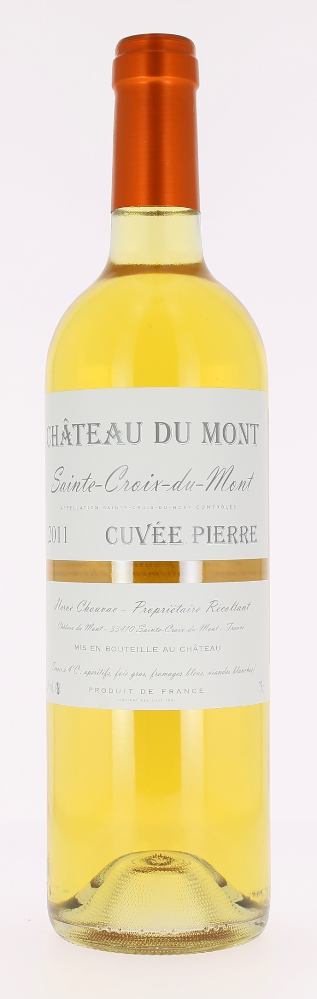 CHÂTEAU DU MONT
Sainte-Croix-du-Mont
APPELLATION SAINTE-CROIX-DU-MONT CONTRÔLÉE
2011 CUVÉE PIERRE
Hervé Chouvac - Propriétaire Récoltant
Château du Mont - 33410 Sainte-Croix-du-Mont - France
MIS EN BOUTEILLE AU CHÂTEAU
(Servir à 4°C : apéritifs, foie gras, fromages bleus, viandes blanches)
PRODUIT DE FRANCE 75 cl
CONTIENT DES SULFITES